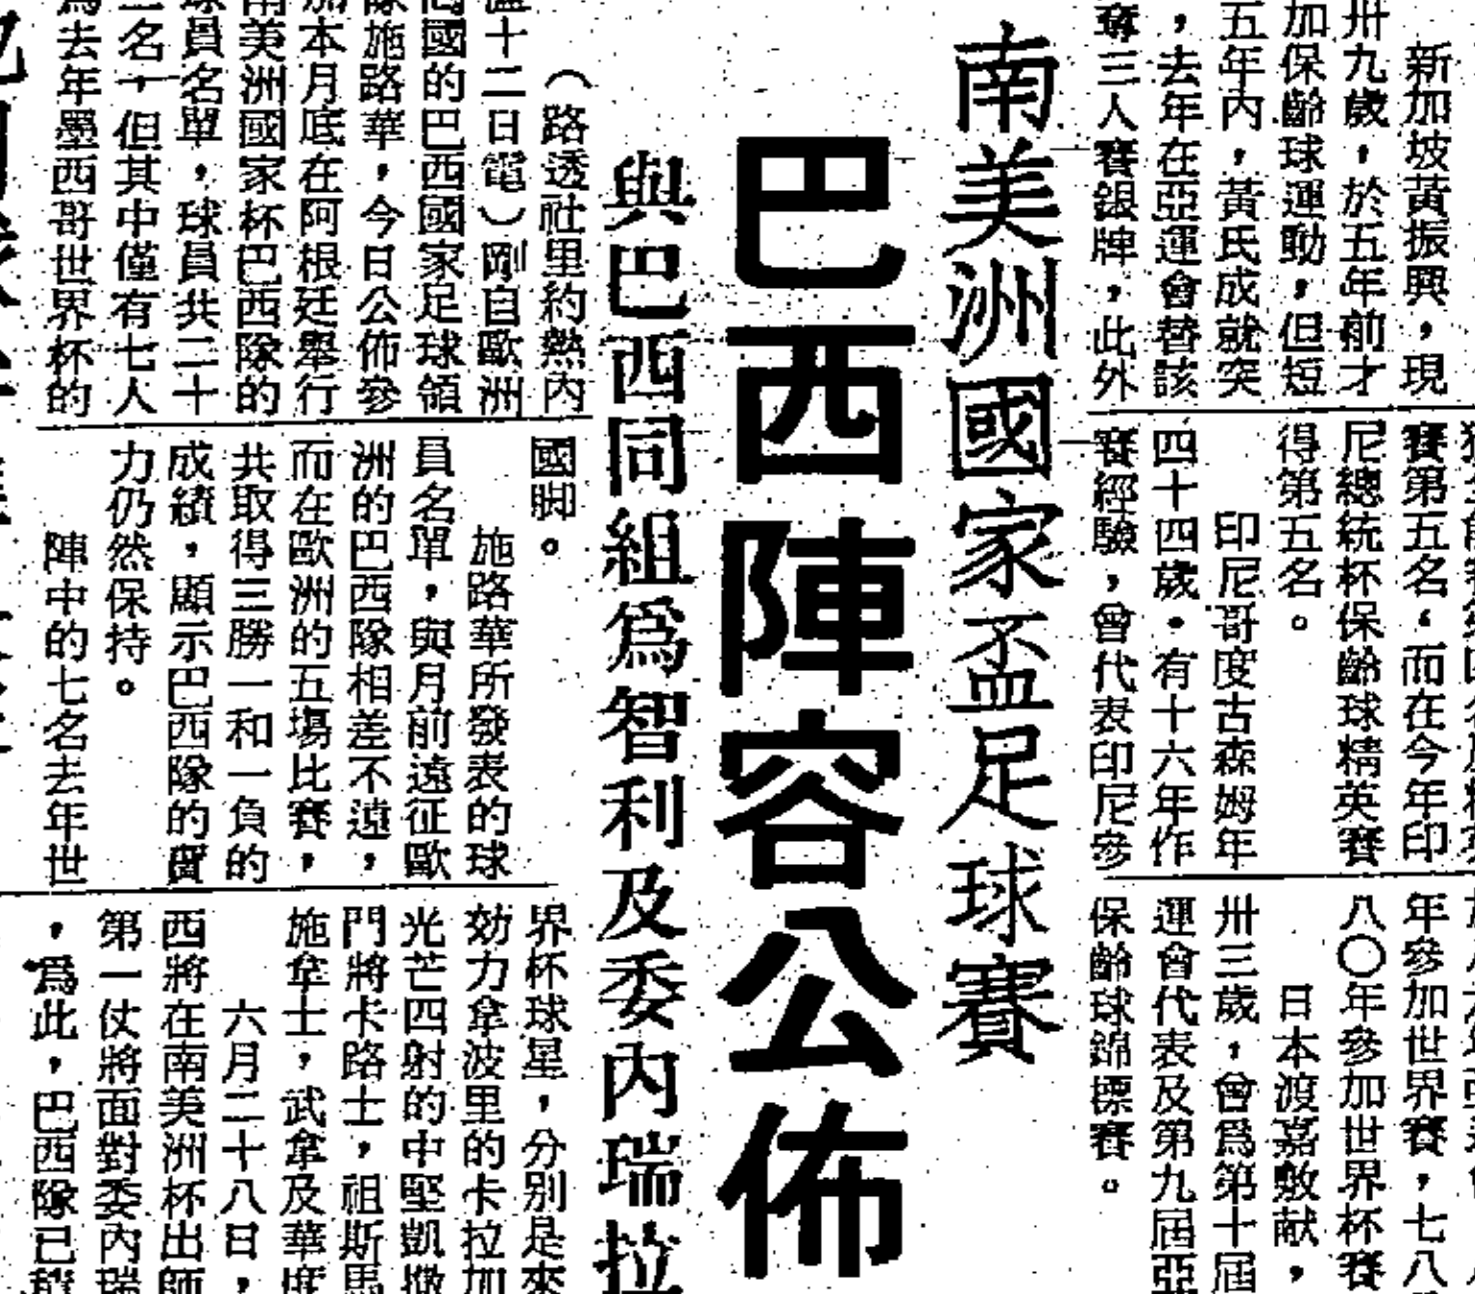 新加坡黃振興，現
卅九歲，於五年前才
加保齡球運動，但短
五年內，黃氏成就突
，去年在亞運會替該
奪三人賽銀牌，此外
賽第五名，而在今年印
尼總統杯保齡球精英賽
得第五名。
印尼哥度古森姆年
四十四歲。有十六年作
賽經驗，曾代表印尼參
年參加世界賽，七八
八〇年參加世界杯賽
日本渡嘉敷献，
卅三歲，曾為第十屆
運會代表及第九屆亞
保齡球錦標賽。
南美洲國家盃足球賽
巴西陣容公佈
與巴西同組為智利及委內瑞拉
（路透社里約熱內
十二日電）剛自歐洲
國的巴西國家足球領
施路華，今日公佈參
加本月底在阿根廷舉行
南美洲國家杯巴西隊的
球員名單，球員共二十
二名，但其中僅有七人
為去年墨西哥世界杯的
國脚。
施路華所發表的球
員名單，與月前遠征歐
洲的巴西隊相差不遠，
而在歐洲的五場比賽，
共取得三勝一和一負的
成績，顯示巴西隊的實
力仍然保持。
陣中的七名去年世
界杯球星，分別是來
効力拿波里的卡拉加
光芒四射的中堅凱撒
門將卡路士，祖斯馬
施拿士，武拿及華度
六月二十八日，
西將在南美洲杯出師
第一仗將面對委內瑞
，為此，巴西隊已